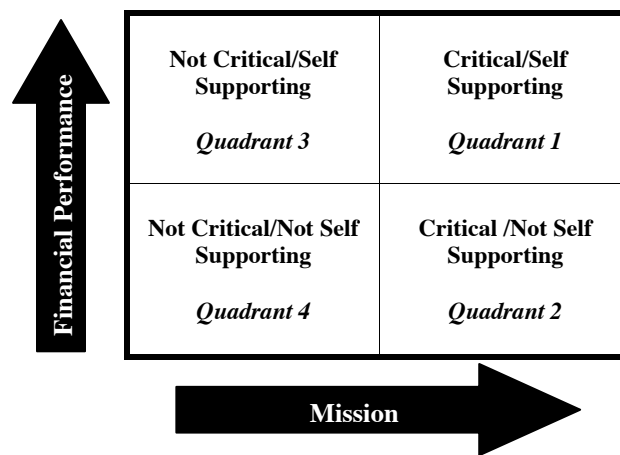 Financial Performance
Not Critical/Self
Supporting
Quadrant 3
Critical/Self
Supporting
Quadrant 1
Not Critical/Not Self
Supporting
Quadrant 4
Critical /Not Self
Supporting
Quadrant 2
Mission